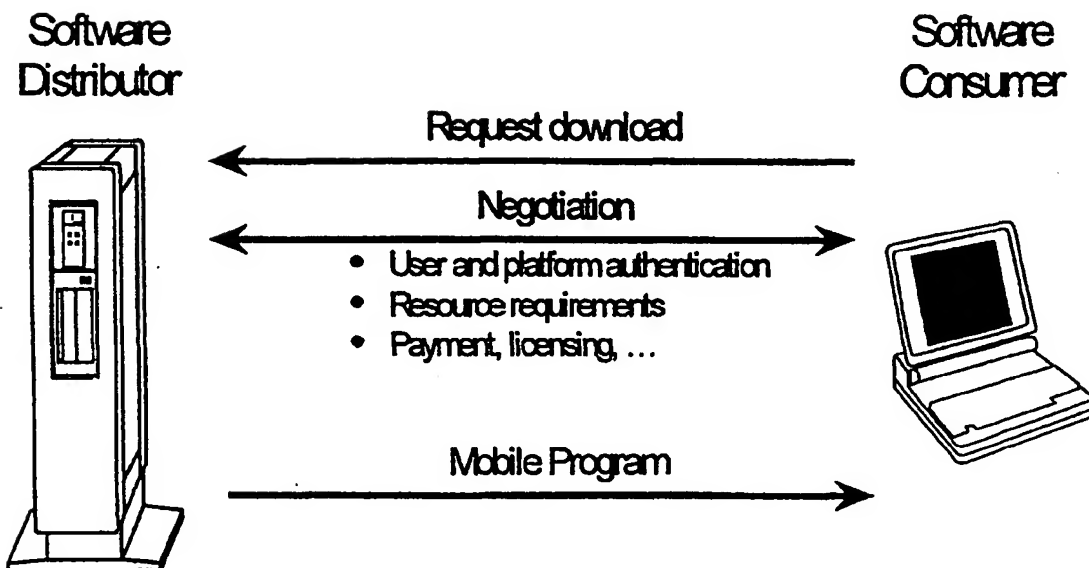 Software
Distributor
Software
Consumer
Request download
Negotiation
• User and platform authentication
• Resource requirements
• Payment, licensing, ...
Mobile Program